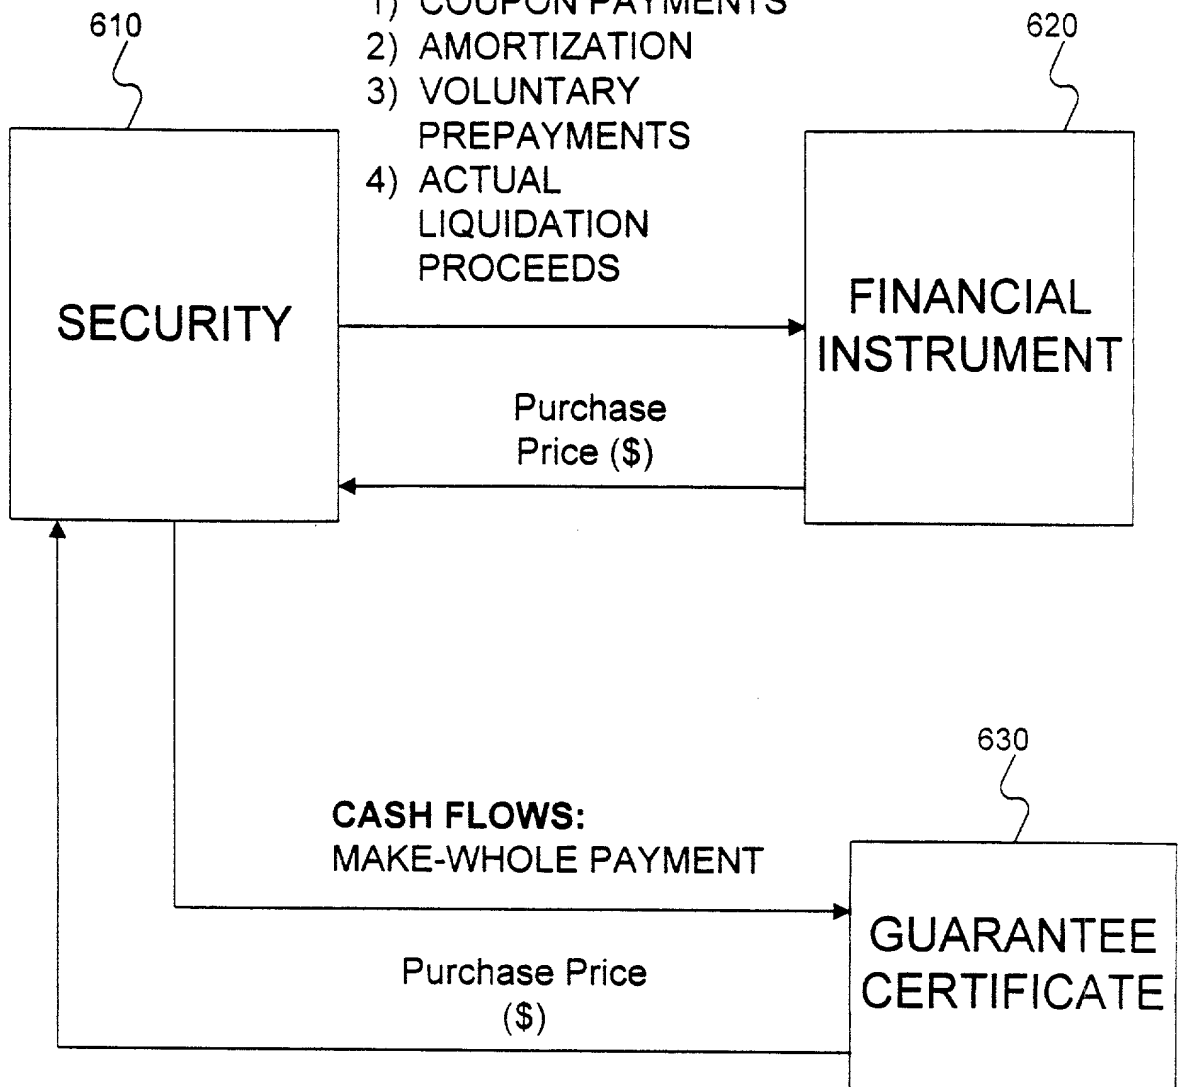 1) COUPON PAYMENTS
610
620
2) AMORTIZATION
3) VOLUNTARY
PREPAYMENTS
4) ACTUAL
LIQUIDATION
PROCEEDS
SECURITY
FINANCIAL
INSTRUMENT
Purchase
Price ($)
630
CASH FLOWS:
MAKE-WHOLE PAYMENT
GUARANTEE
CERTIFICATE
Purchase Price
($)